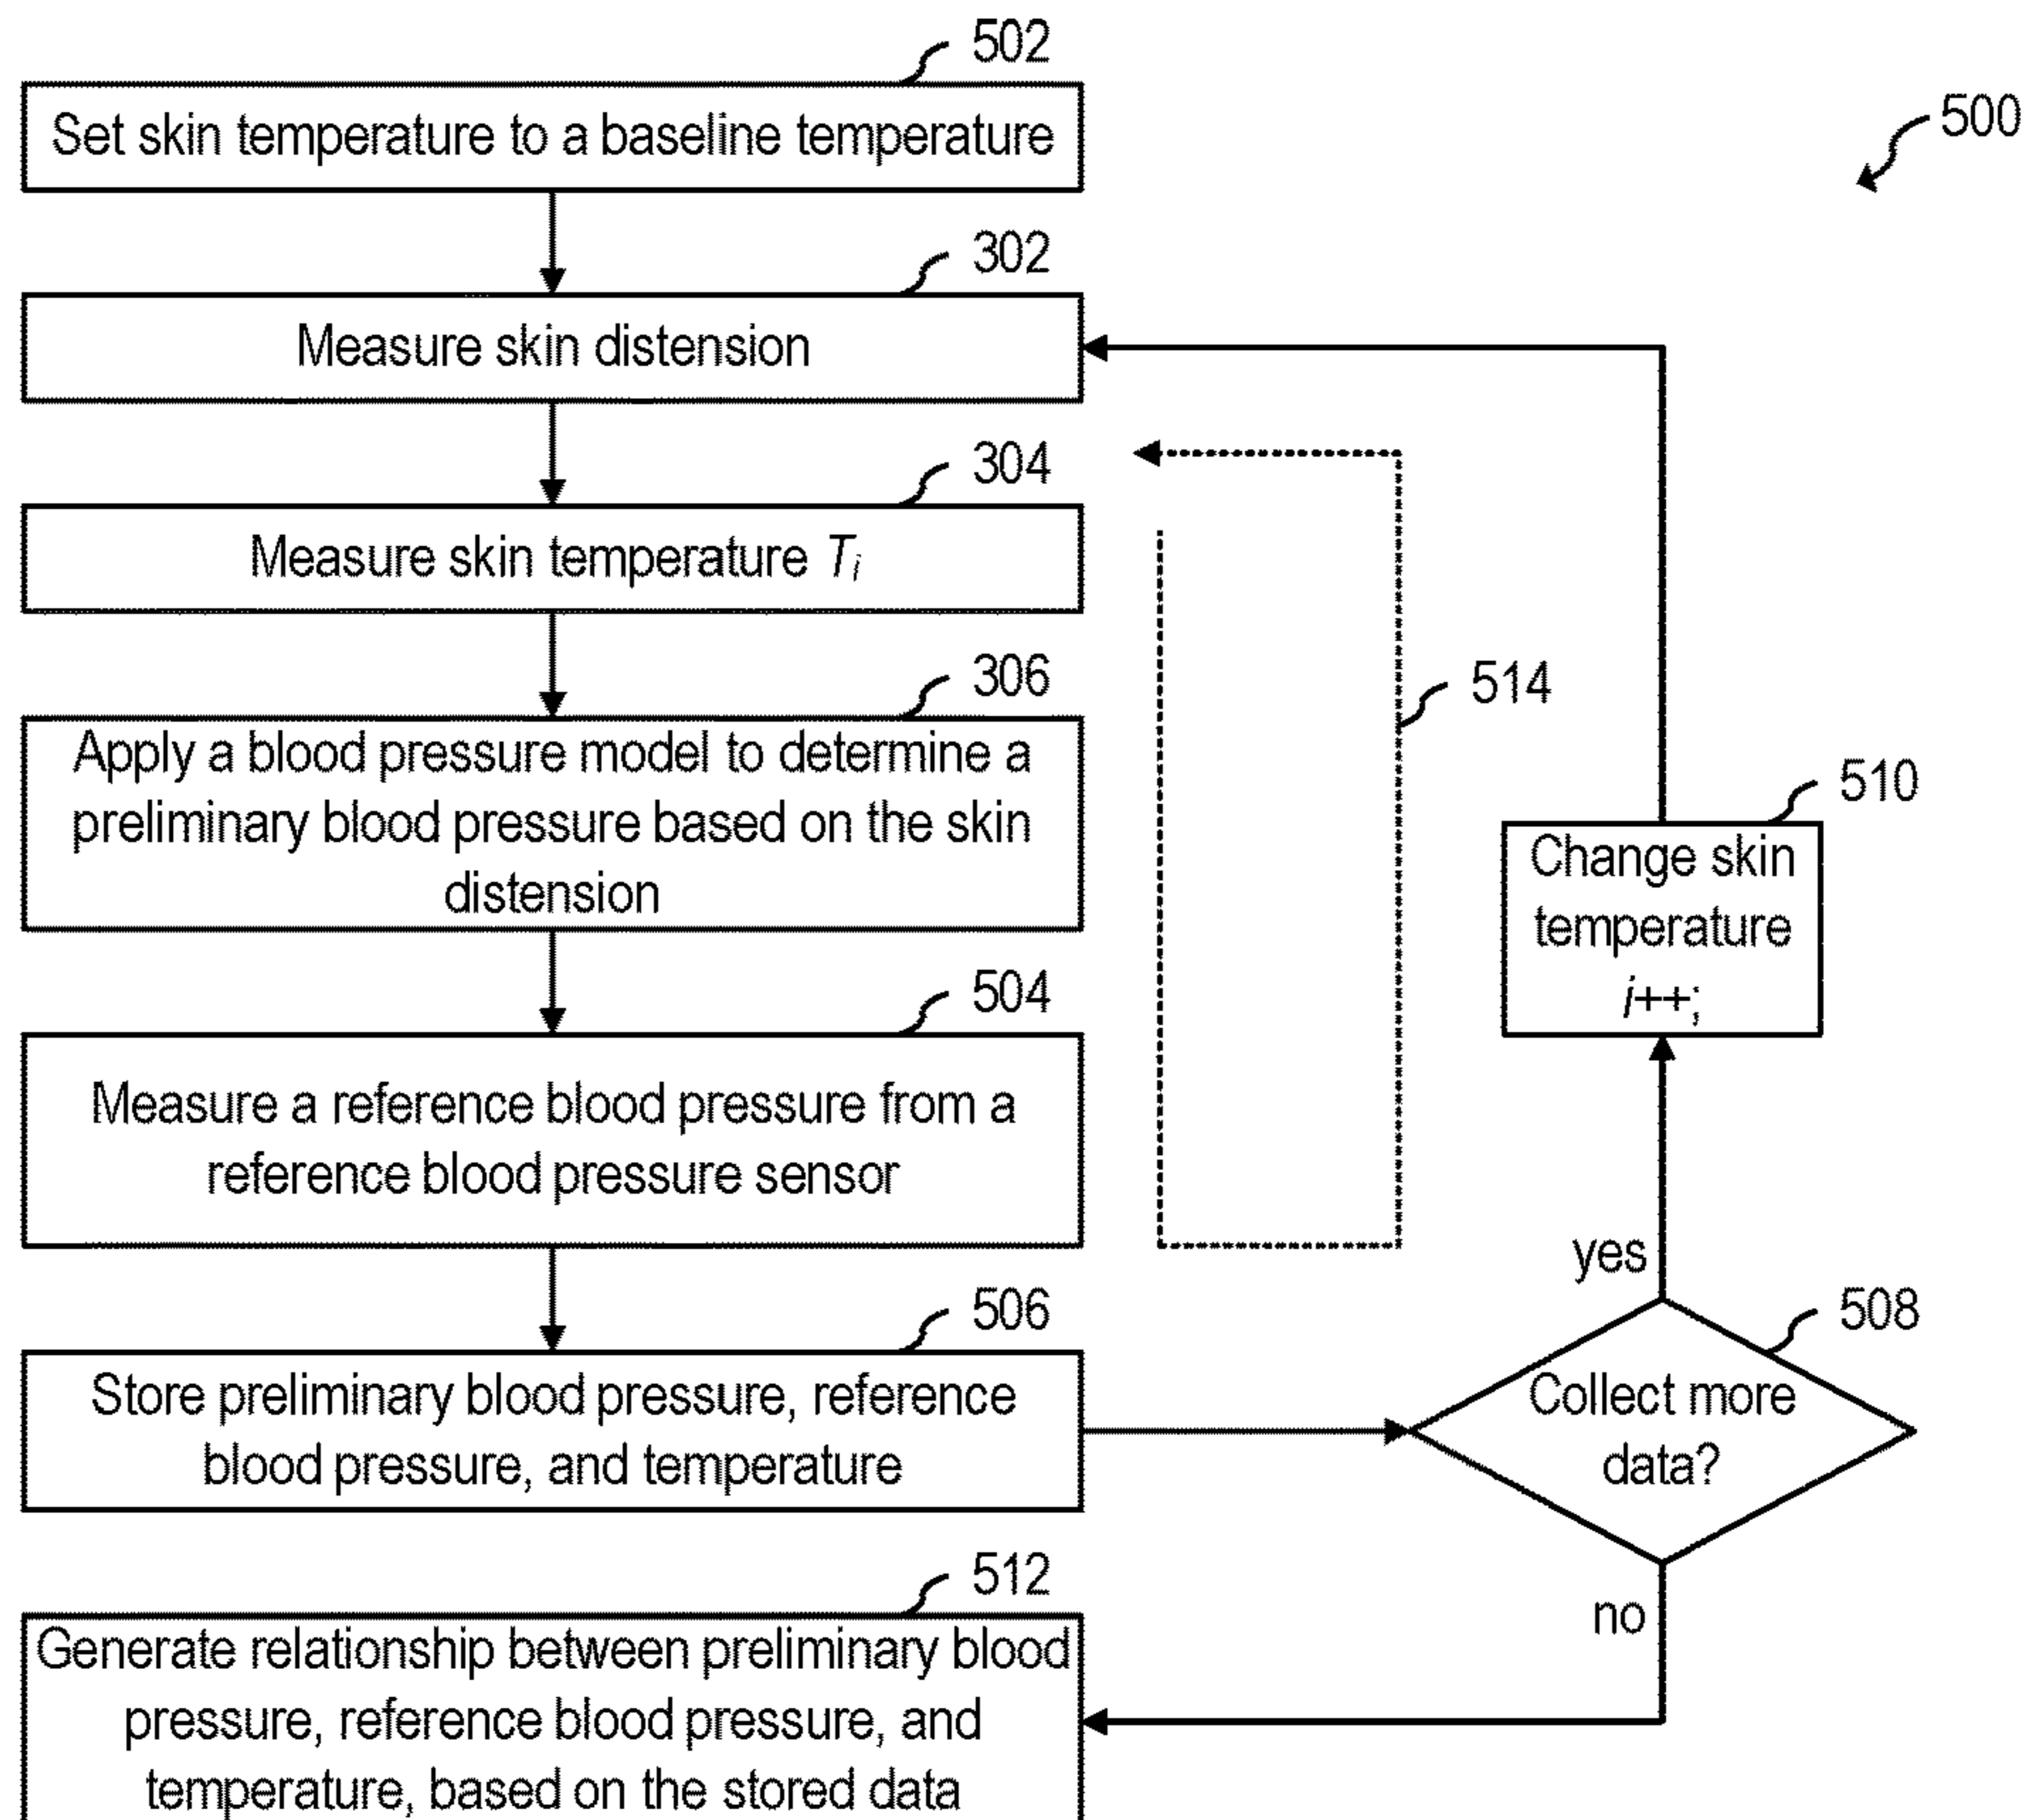 502
Set skin temperature to a baseline temperature
500
302
Measure skin distension
304
Measure skin temperature Ti
306
Apply a blood pressure model to determine a
preliminary blood pressure based on the skin
distension
514
510
Change skin
temperature
i++;
504
Measure a reference blood pressure from a
reference blood pressure sensor
yes
506
Store preliminary blood pressure, reference
blood pressure, and temperature
508
Collect more
data?
no
512
Generate relationship between preliminary blood
pressure, reference blood pressure, and
temperature, based on the stored data